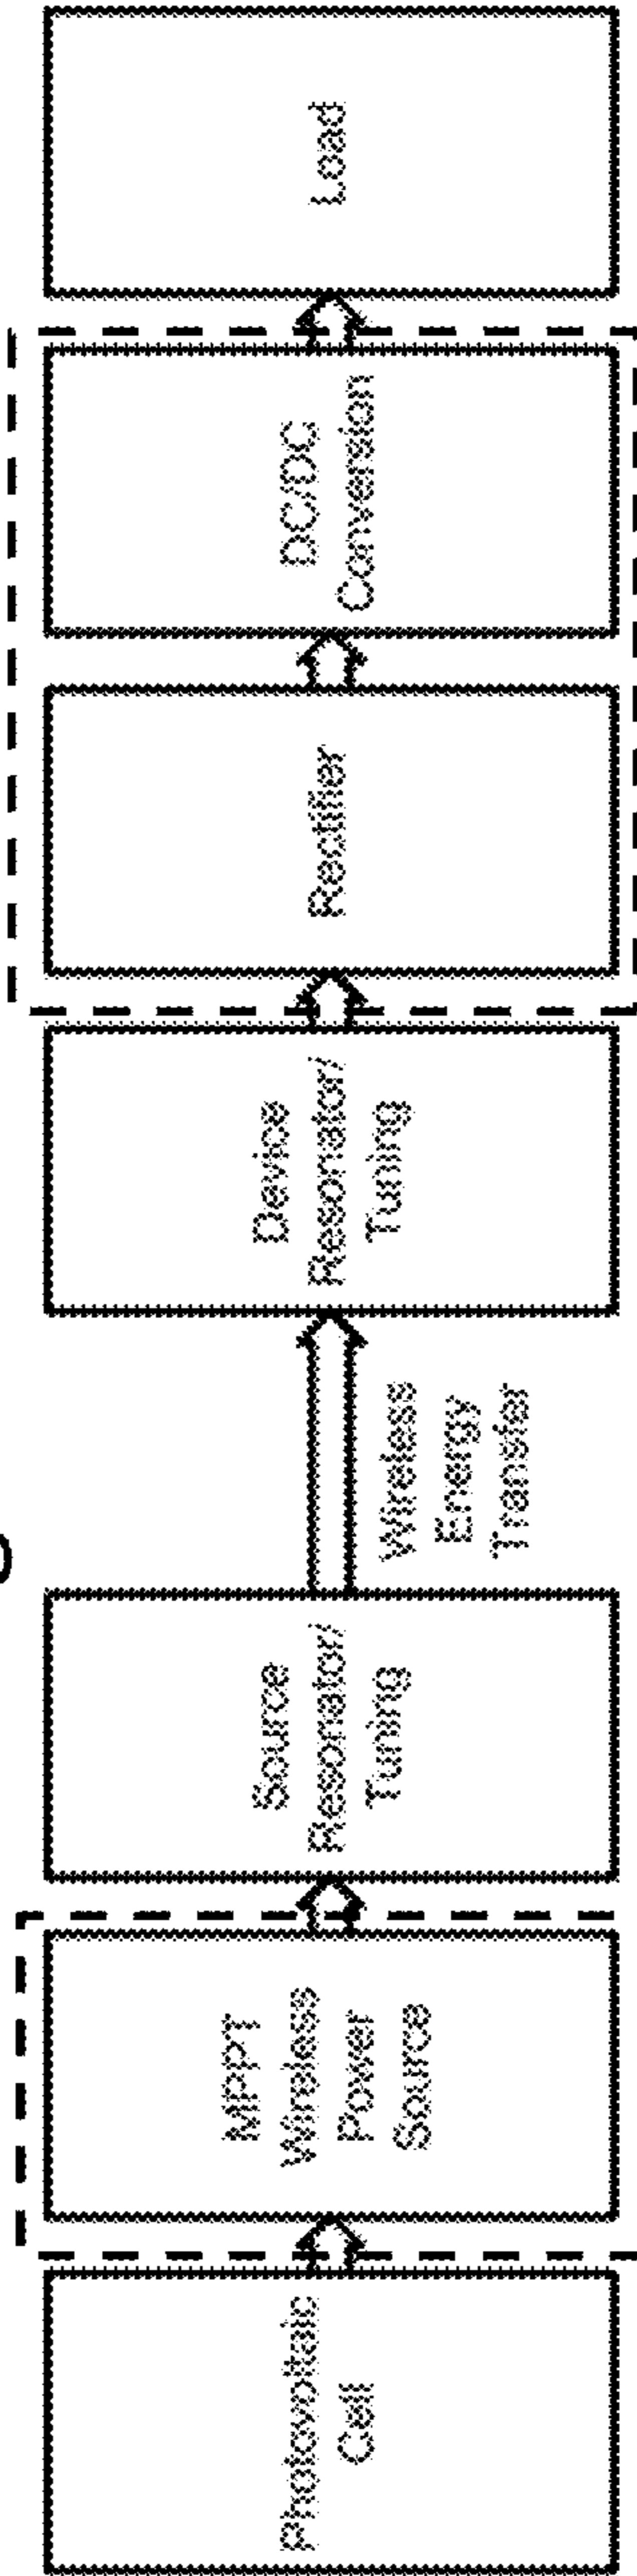 Photovoltaic
Cell
MPPT
Wireless
Power
Source
Source
Resonator/
Tuning
Wireless
Energy
Transfer
Device
Resonator/
Tuning
Rectifier
DC/DC
Conversion
Load